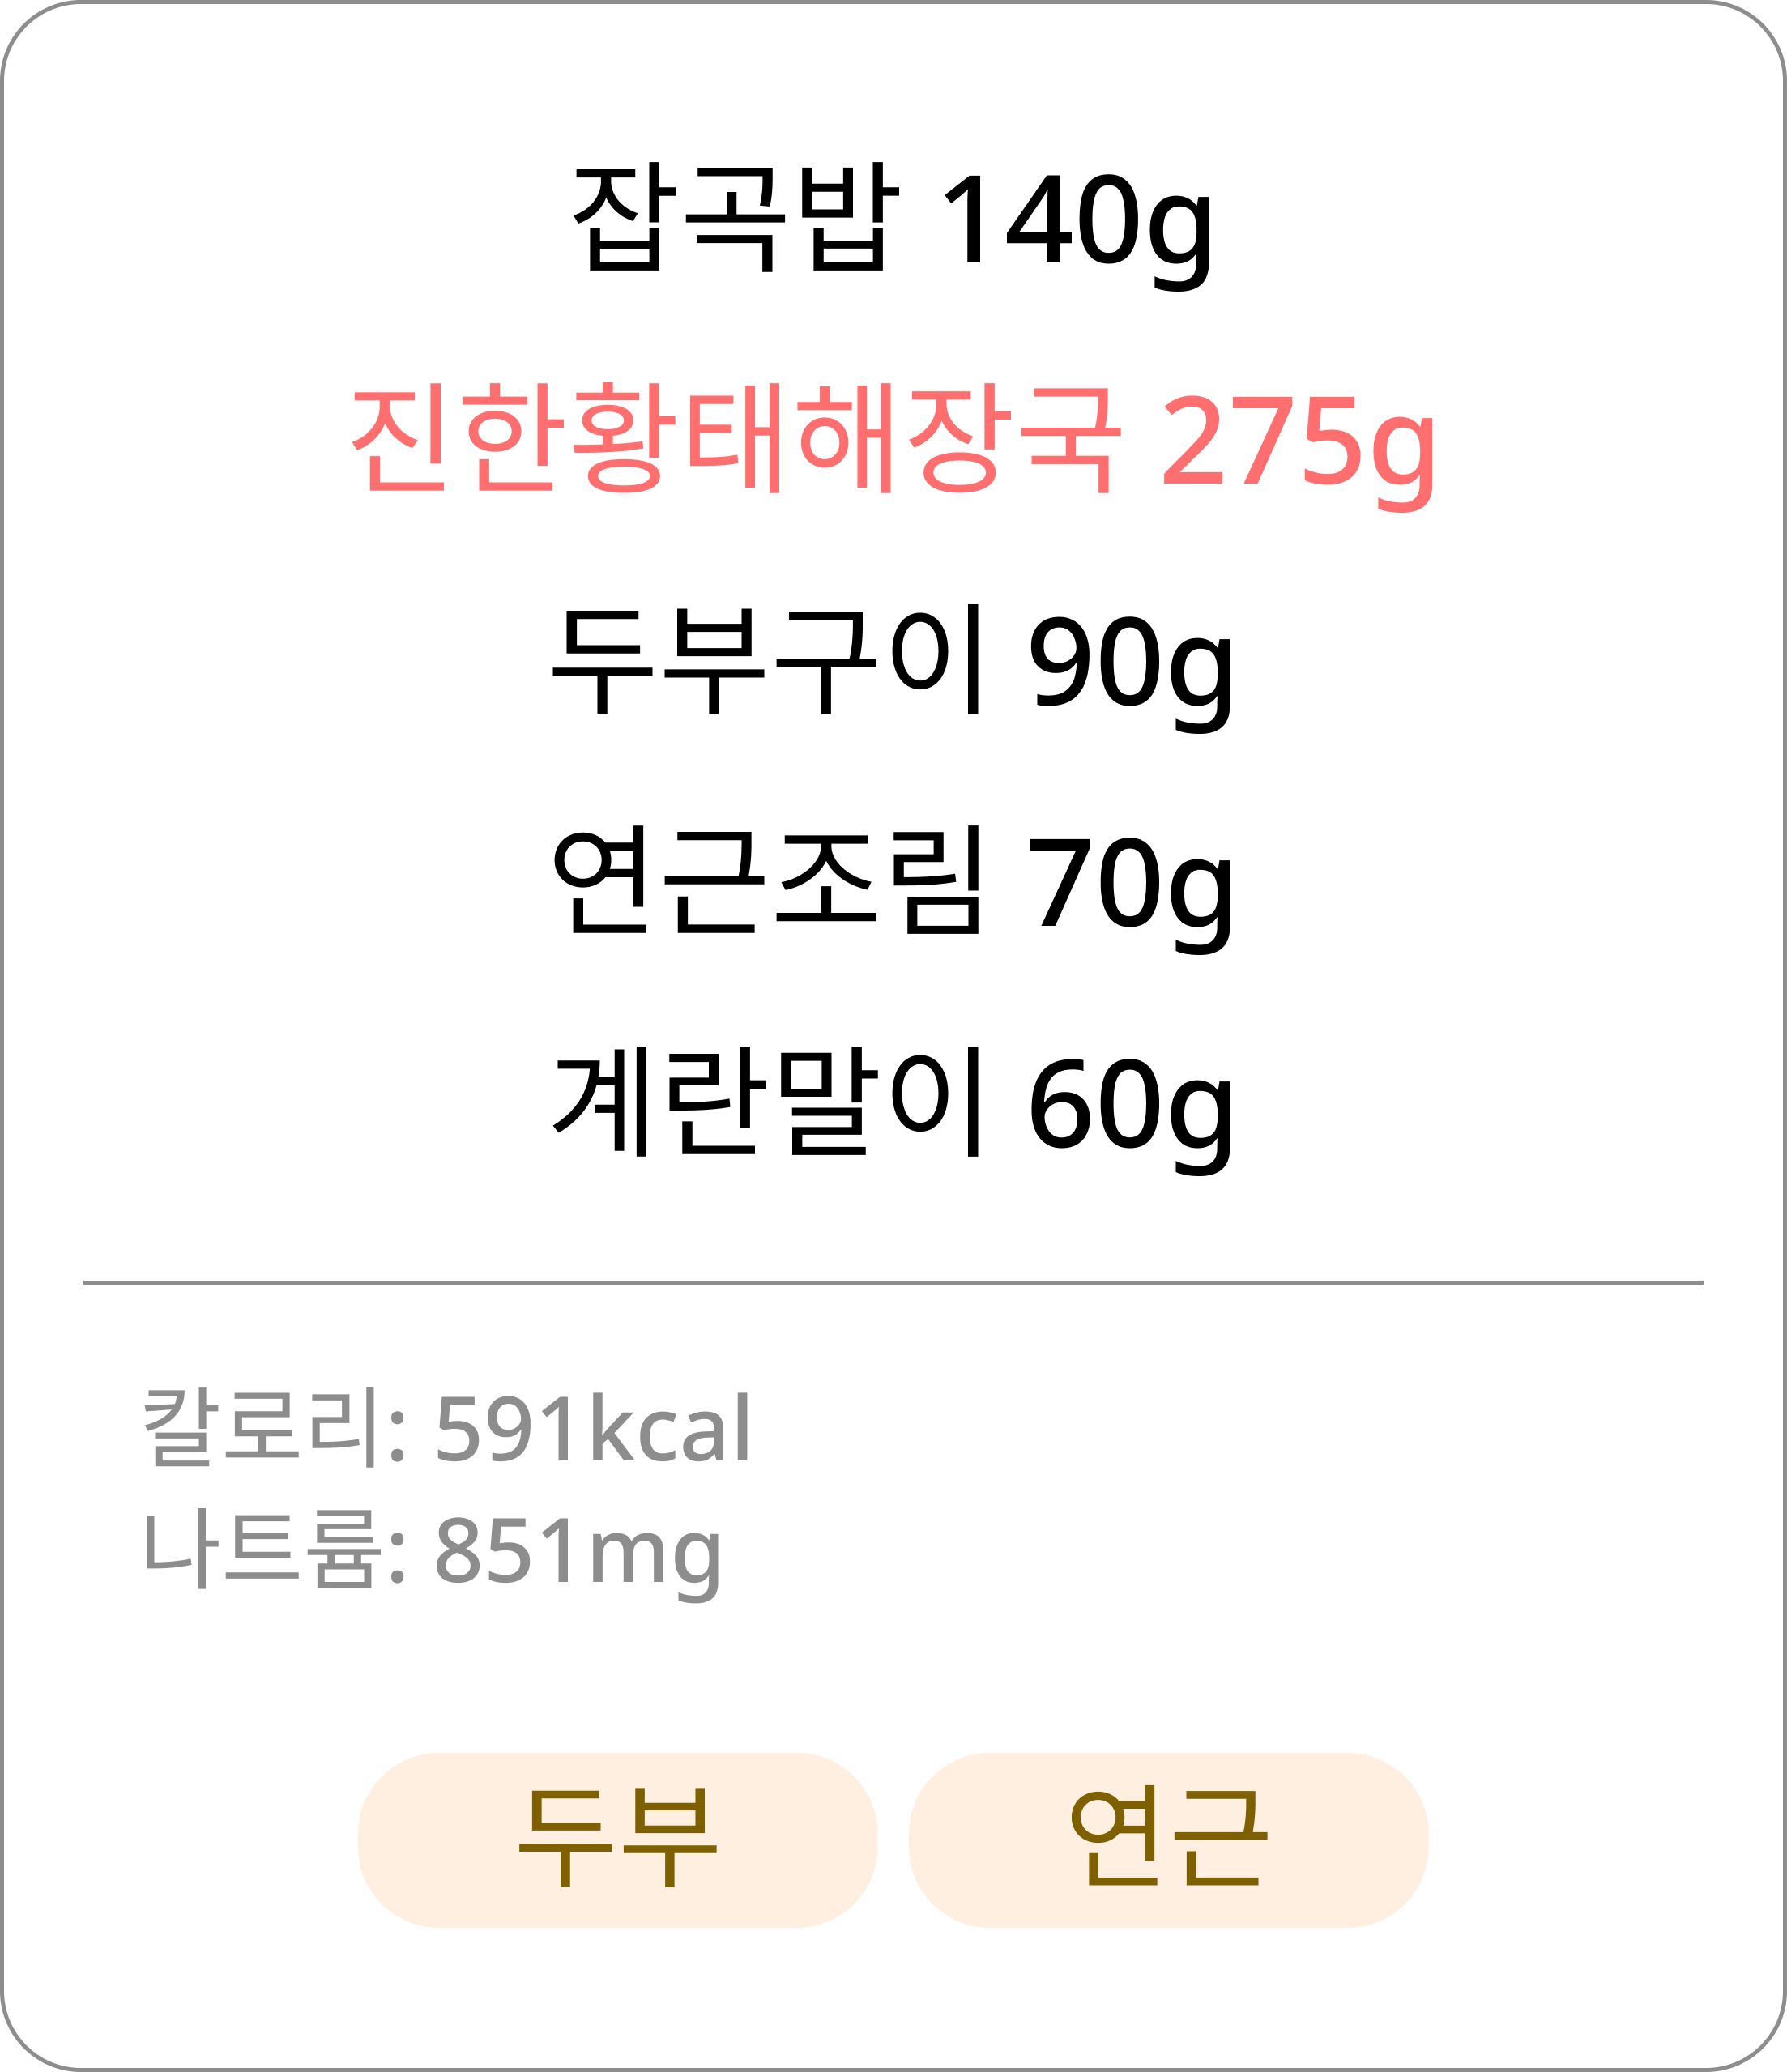 잡곡밥 140g
진한황태해장국 275g
두부구이 90g
연근조림 70g
계란말이 60g
칼로리: 591kcal
나트륨: 851mg
두부 연근